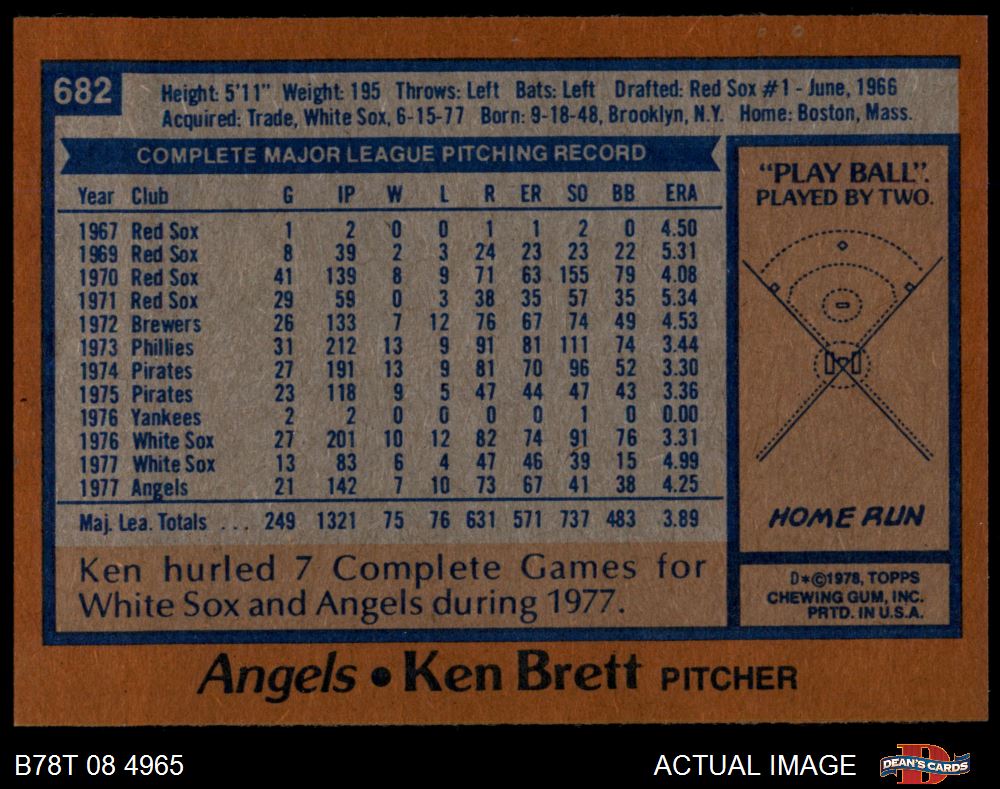 682
Height: 5'11" Weight: 195 Throws: Left Bats: Left Drafted: Red Sox #1 - June, 1966
Acquired: Trade, White Sox, 6-15-77 Born: 9-18-48, Brooklyn, N.Y. Home: Boston, Mass.
COMPLETE MAJOR LEAGUE PITCHING RECORD
Year Club G IP W L R ER SO BB ERA
1967 Red Sox 1 2 0 0 1 1 2 0 4.50
1969 Red Sox 8 39 2 3 24 23 23 22 5.31
1970 Red Sox 41 139 8 9 71 63 155 79 4.08
1971 Red Sox 29 59 0 3 38 35 57 35 5.34
1972 Brewers 26 133 7 12 76 67 74 49 4.53
1973 Phillies 31 212 13 9 91 81 111 74 3.44
1974 Pirates 27 191 13 9 81 70 96 52 3.30
1975 Pirates 23 118 9 5 47 44 47 43 3.36
1976 Yankees 2 2 0 0 0 0 1 0 0.00
1976 White Sox 27 201 10 12 82 74 91 76 3.31
1977 White Sox 13 83 6 4 47 46 39 15 4.99
1977 Angels 21 142 7 10 73 67 41 38 4.25
Maj. Lea. Totals ... 249 1321 75 76 631 571 737 483 3.89
Ken hurled 7 Complete Games for
White Sox and Angels during 1977.
"PLAY BALL".
PLAYED BY TWO.
HOME RUN
D*©1978, TOPPS
CHEWING GUM, INC.
PRTD. IN U.S.A.
Angels • Ken Brett PITCHER
B78T 08 4965
ACTUAL IMAGE
DEAN'S CARDS